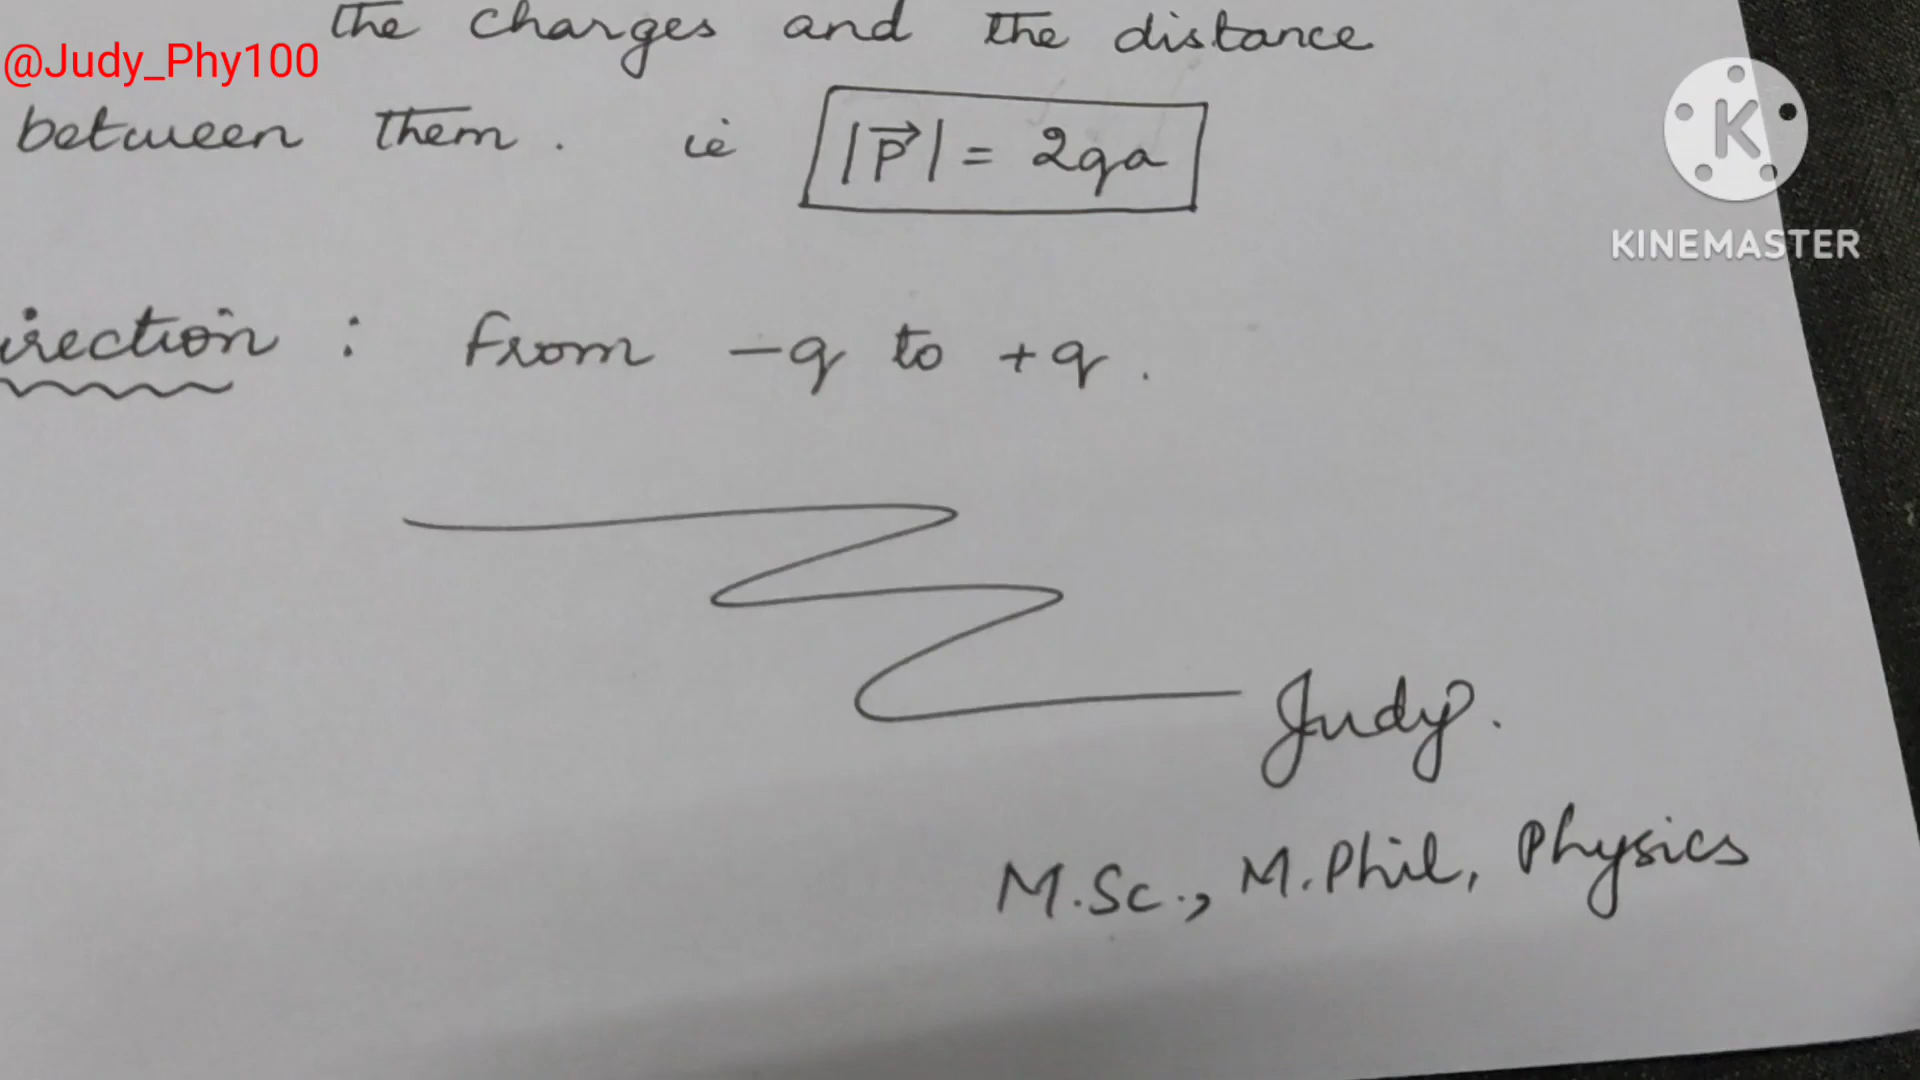 the charges and the distance
@Judy_Phy100
between them. ie |P⃗| = 2qa
irection : From -q to +q.
Judy.
M.Sc., M.Phil, Physics
K
KINEMASTER